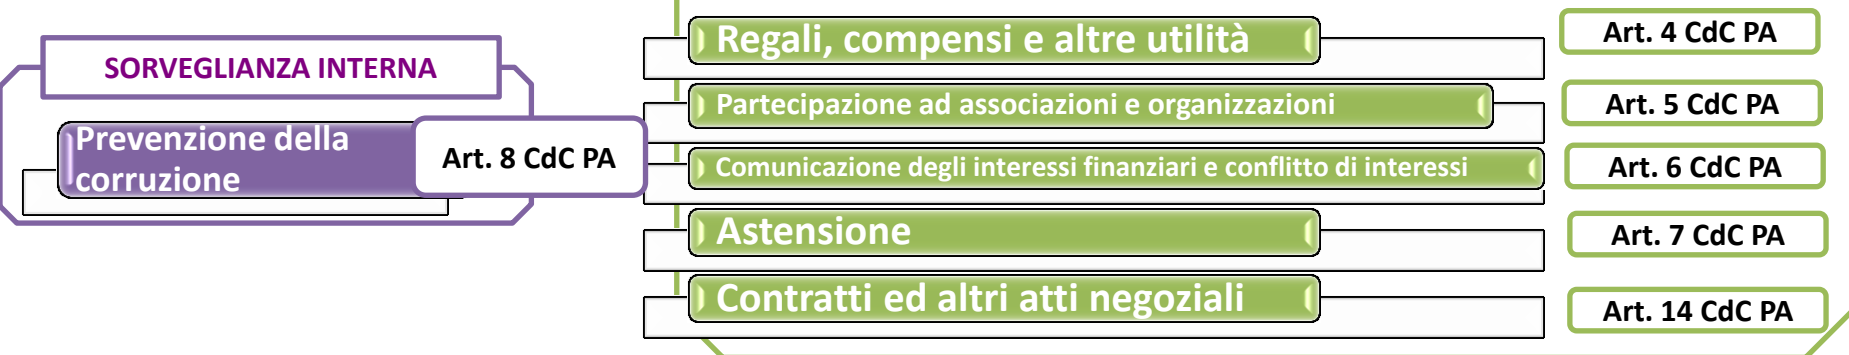 SORVEGLIANZA INTERNA
Prevenzione della
corruzione
Art. 8 CdC PA
Regali, compensi e altre utilità
Art. 4 CdC PA
Partecipazione ad associazioni e organizzazioni
Art. 5 CdC PA
Comunicazione degli interessi finanziari e conflitto di interessi
Art. 6 CdC PA
Astensione
Art. 7 CdC PA
Contratti ed altri atti negoziali
Art. 14 CdC PA